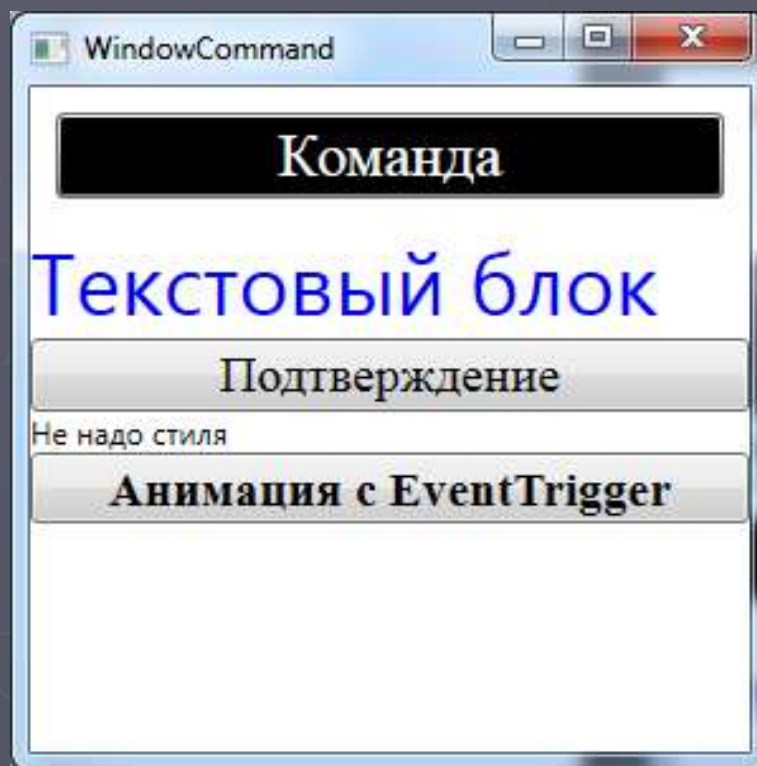 WindowCommand
Команда
Текстовый блок
Подтверждение
Не надо стиля
Анимация с EventTrigger